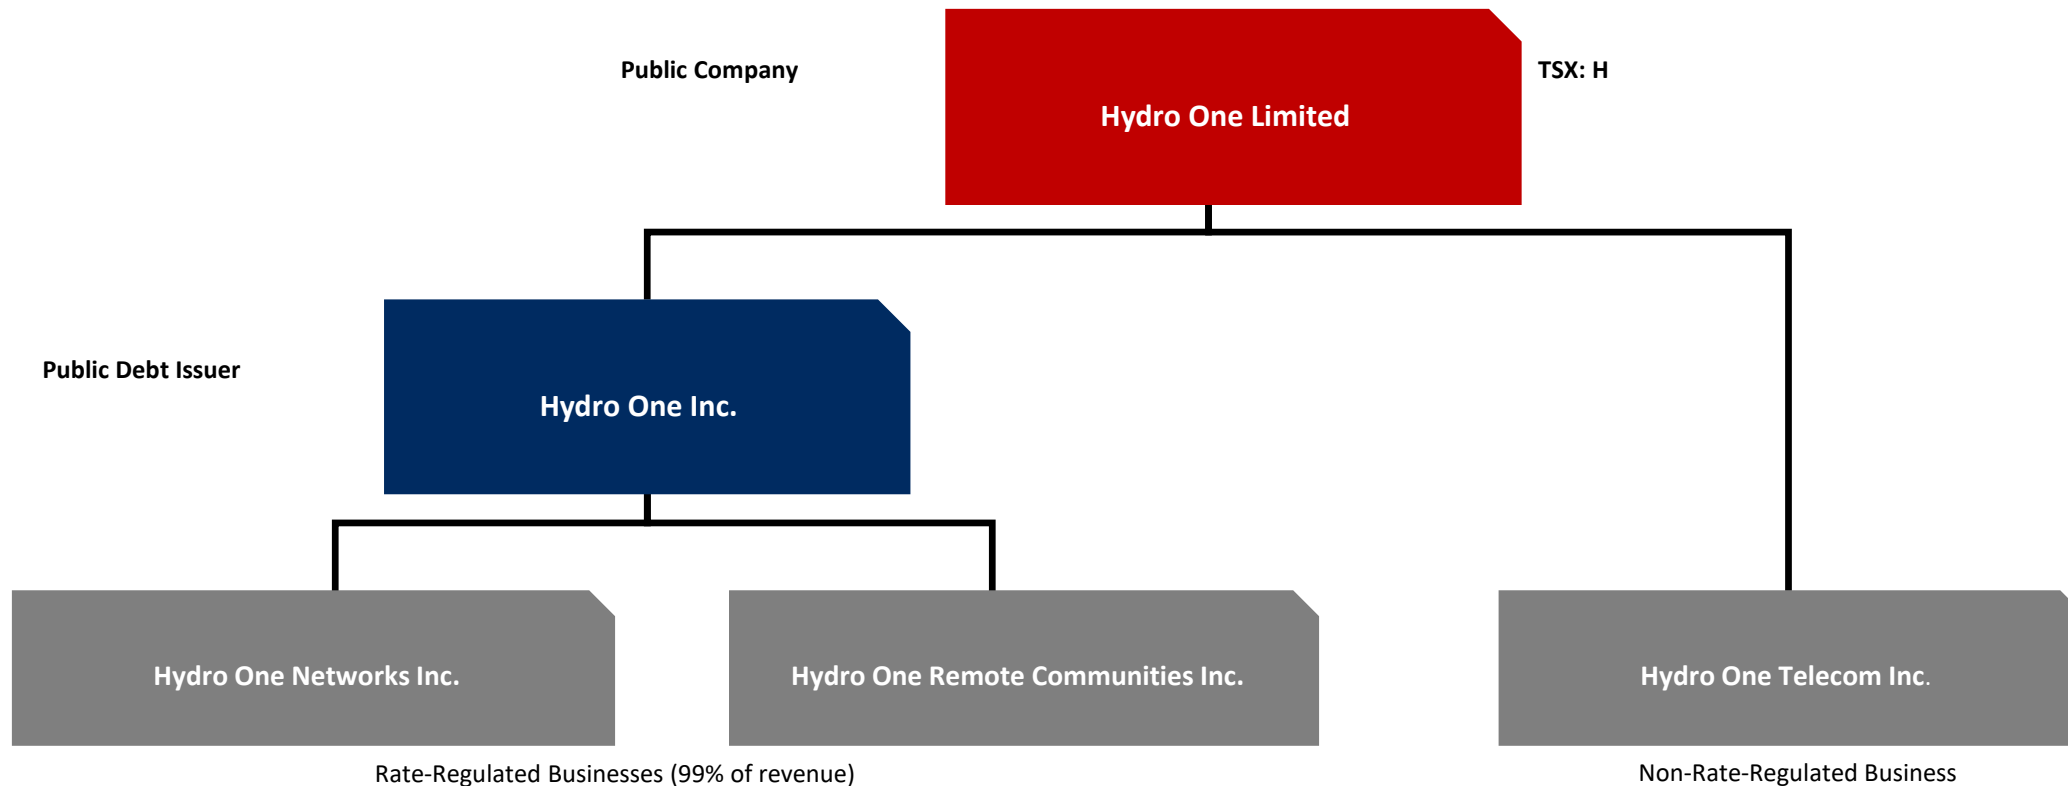 Public Company
TSX: H
Hydro One Limited
Public Debt Issuer
Hydro One Inc.
Hydro One Networks Inc.
Hydro One Remote Communities Inc.
Hydro One Telecom Inc.
Rate-Regulated Businesses (99% of revenue)
Non-Rate-Regulated Business